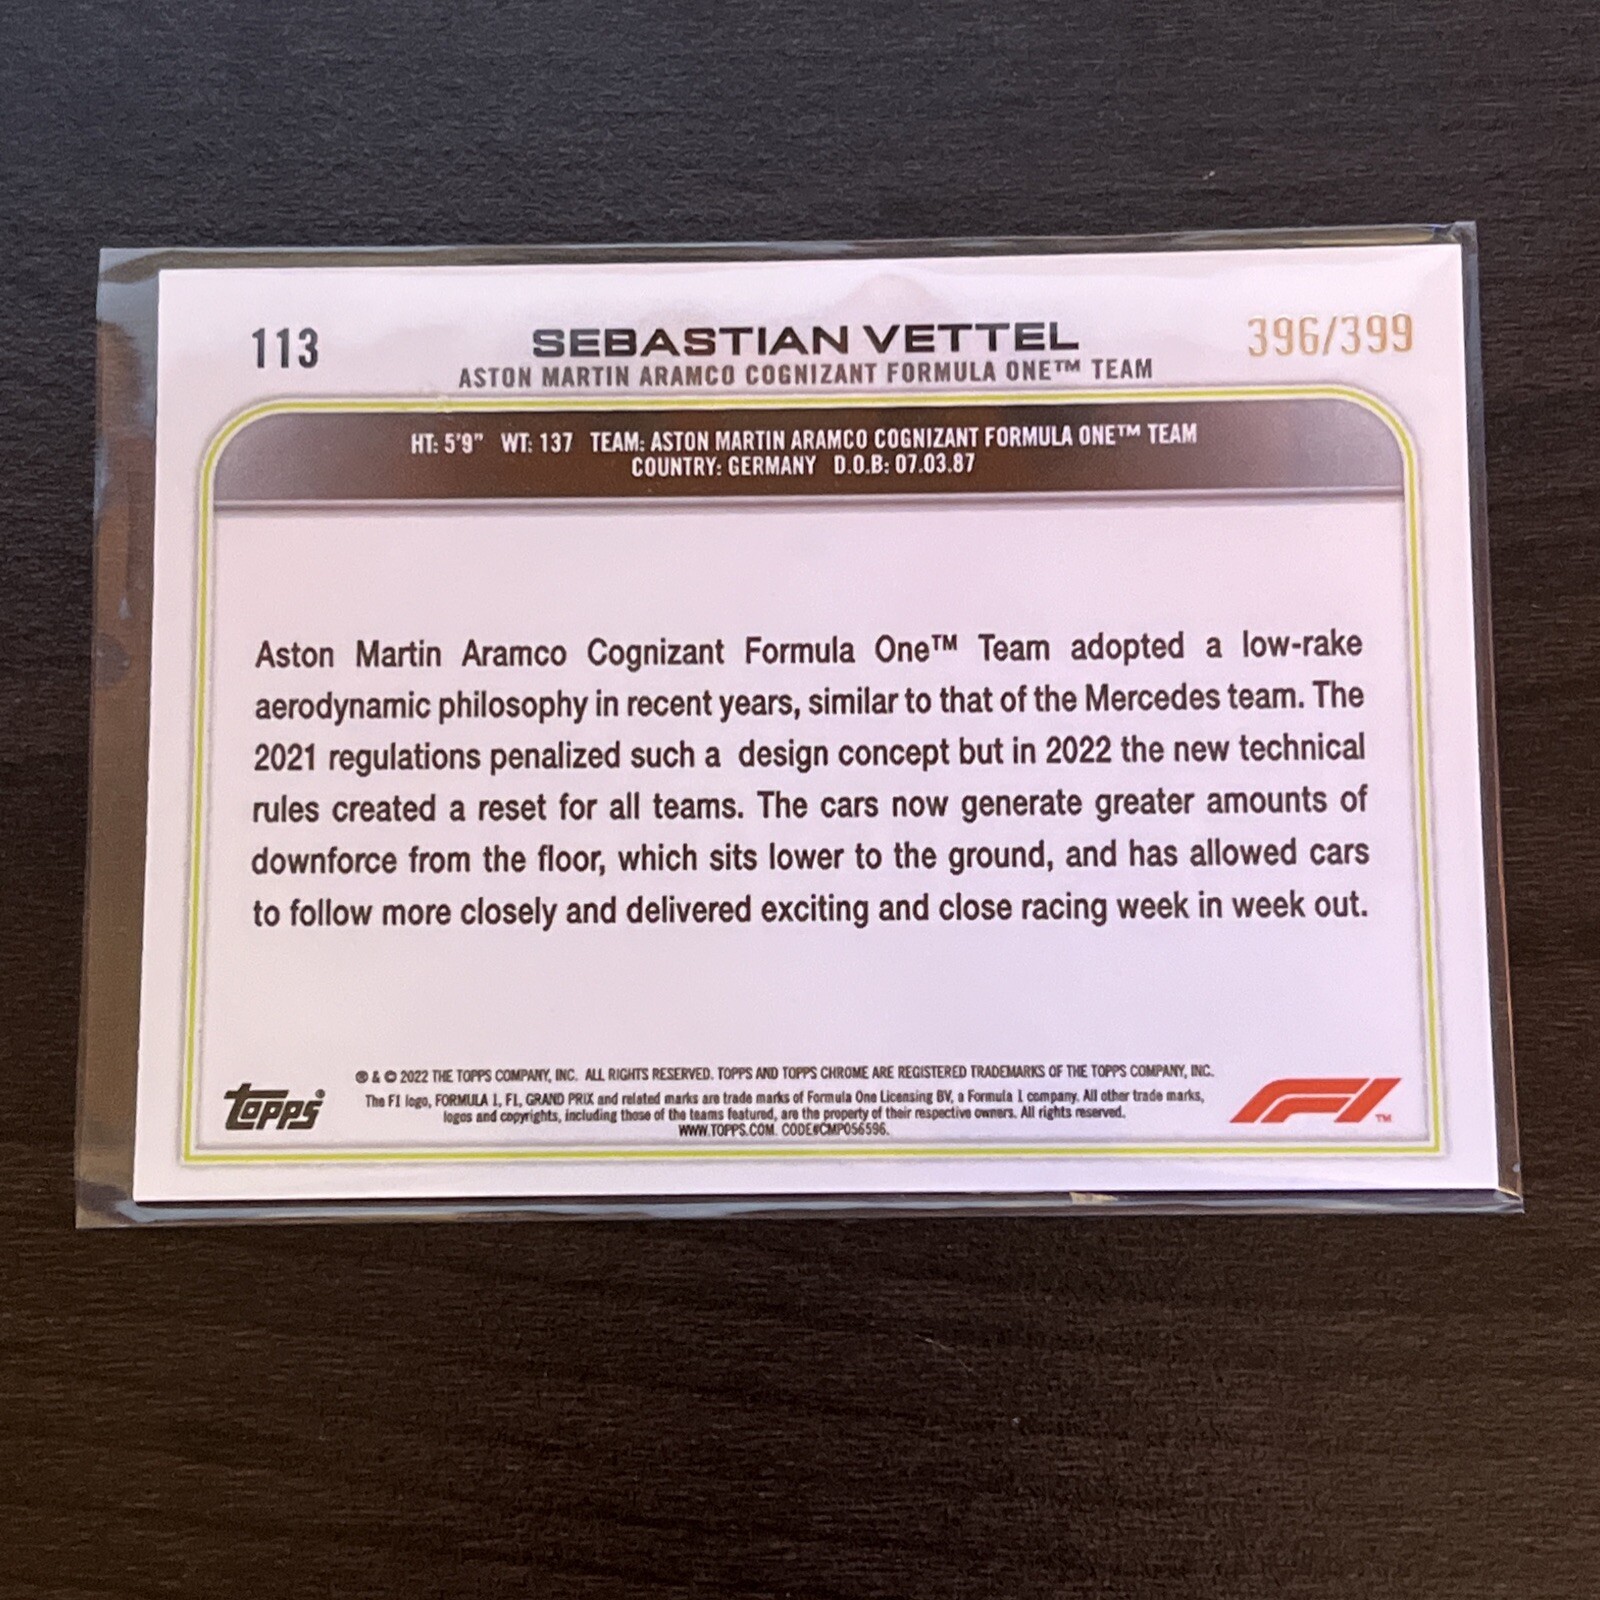 113
SEBASTIAN VETTEL
396/399
ASTON MARTIN ARAMCO COGNIZANT FORMULA ONE™ TEAM
HT: 5'9" WT: 137 TEAM: ASTON MARTIN ARAMCO COGNIZANT FORMULA ONE™ TEAM
COUNTRY: GERMANY D.O.B: 07.03.87
Aston Martin Aramco Cognizant Formula One™ Team adopted a low-rake
aerodynamic philosophy in recent years, similar to that of the Mercedes team. The
2021 regulations penalized such a design concept but in 2022 the new technical
rules created a reset for all teams. The cars now generate greater amounts of
downforce from the floor, which sits lower to the ground, and has allowed cars
to follow more closely and delivered exciting and close racing week in week out.
® & © 2022 THE TOPPS COMPANY, INC. ALL RIGHTS RESERVED. TOPPS AND TOPPS CHROME ARE REGISTERED TRADEMARKS OF THE TOPPS COMPANY, INC.
The F1 logo, FORMULA 1, F1, GRAND PRIX and related marks are trade marks of Formula One Licensing BV, a Formula 1 company. All other trade marks,
logos and copyrights, including those of the teams featured, are the property of their respective owners. All rights reserved.
WWW.TOPPS.COM. CODE#CMP056596.
topps®
F1™